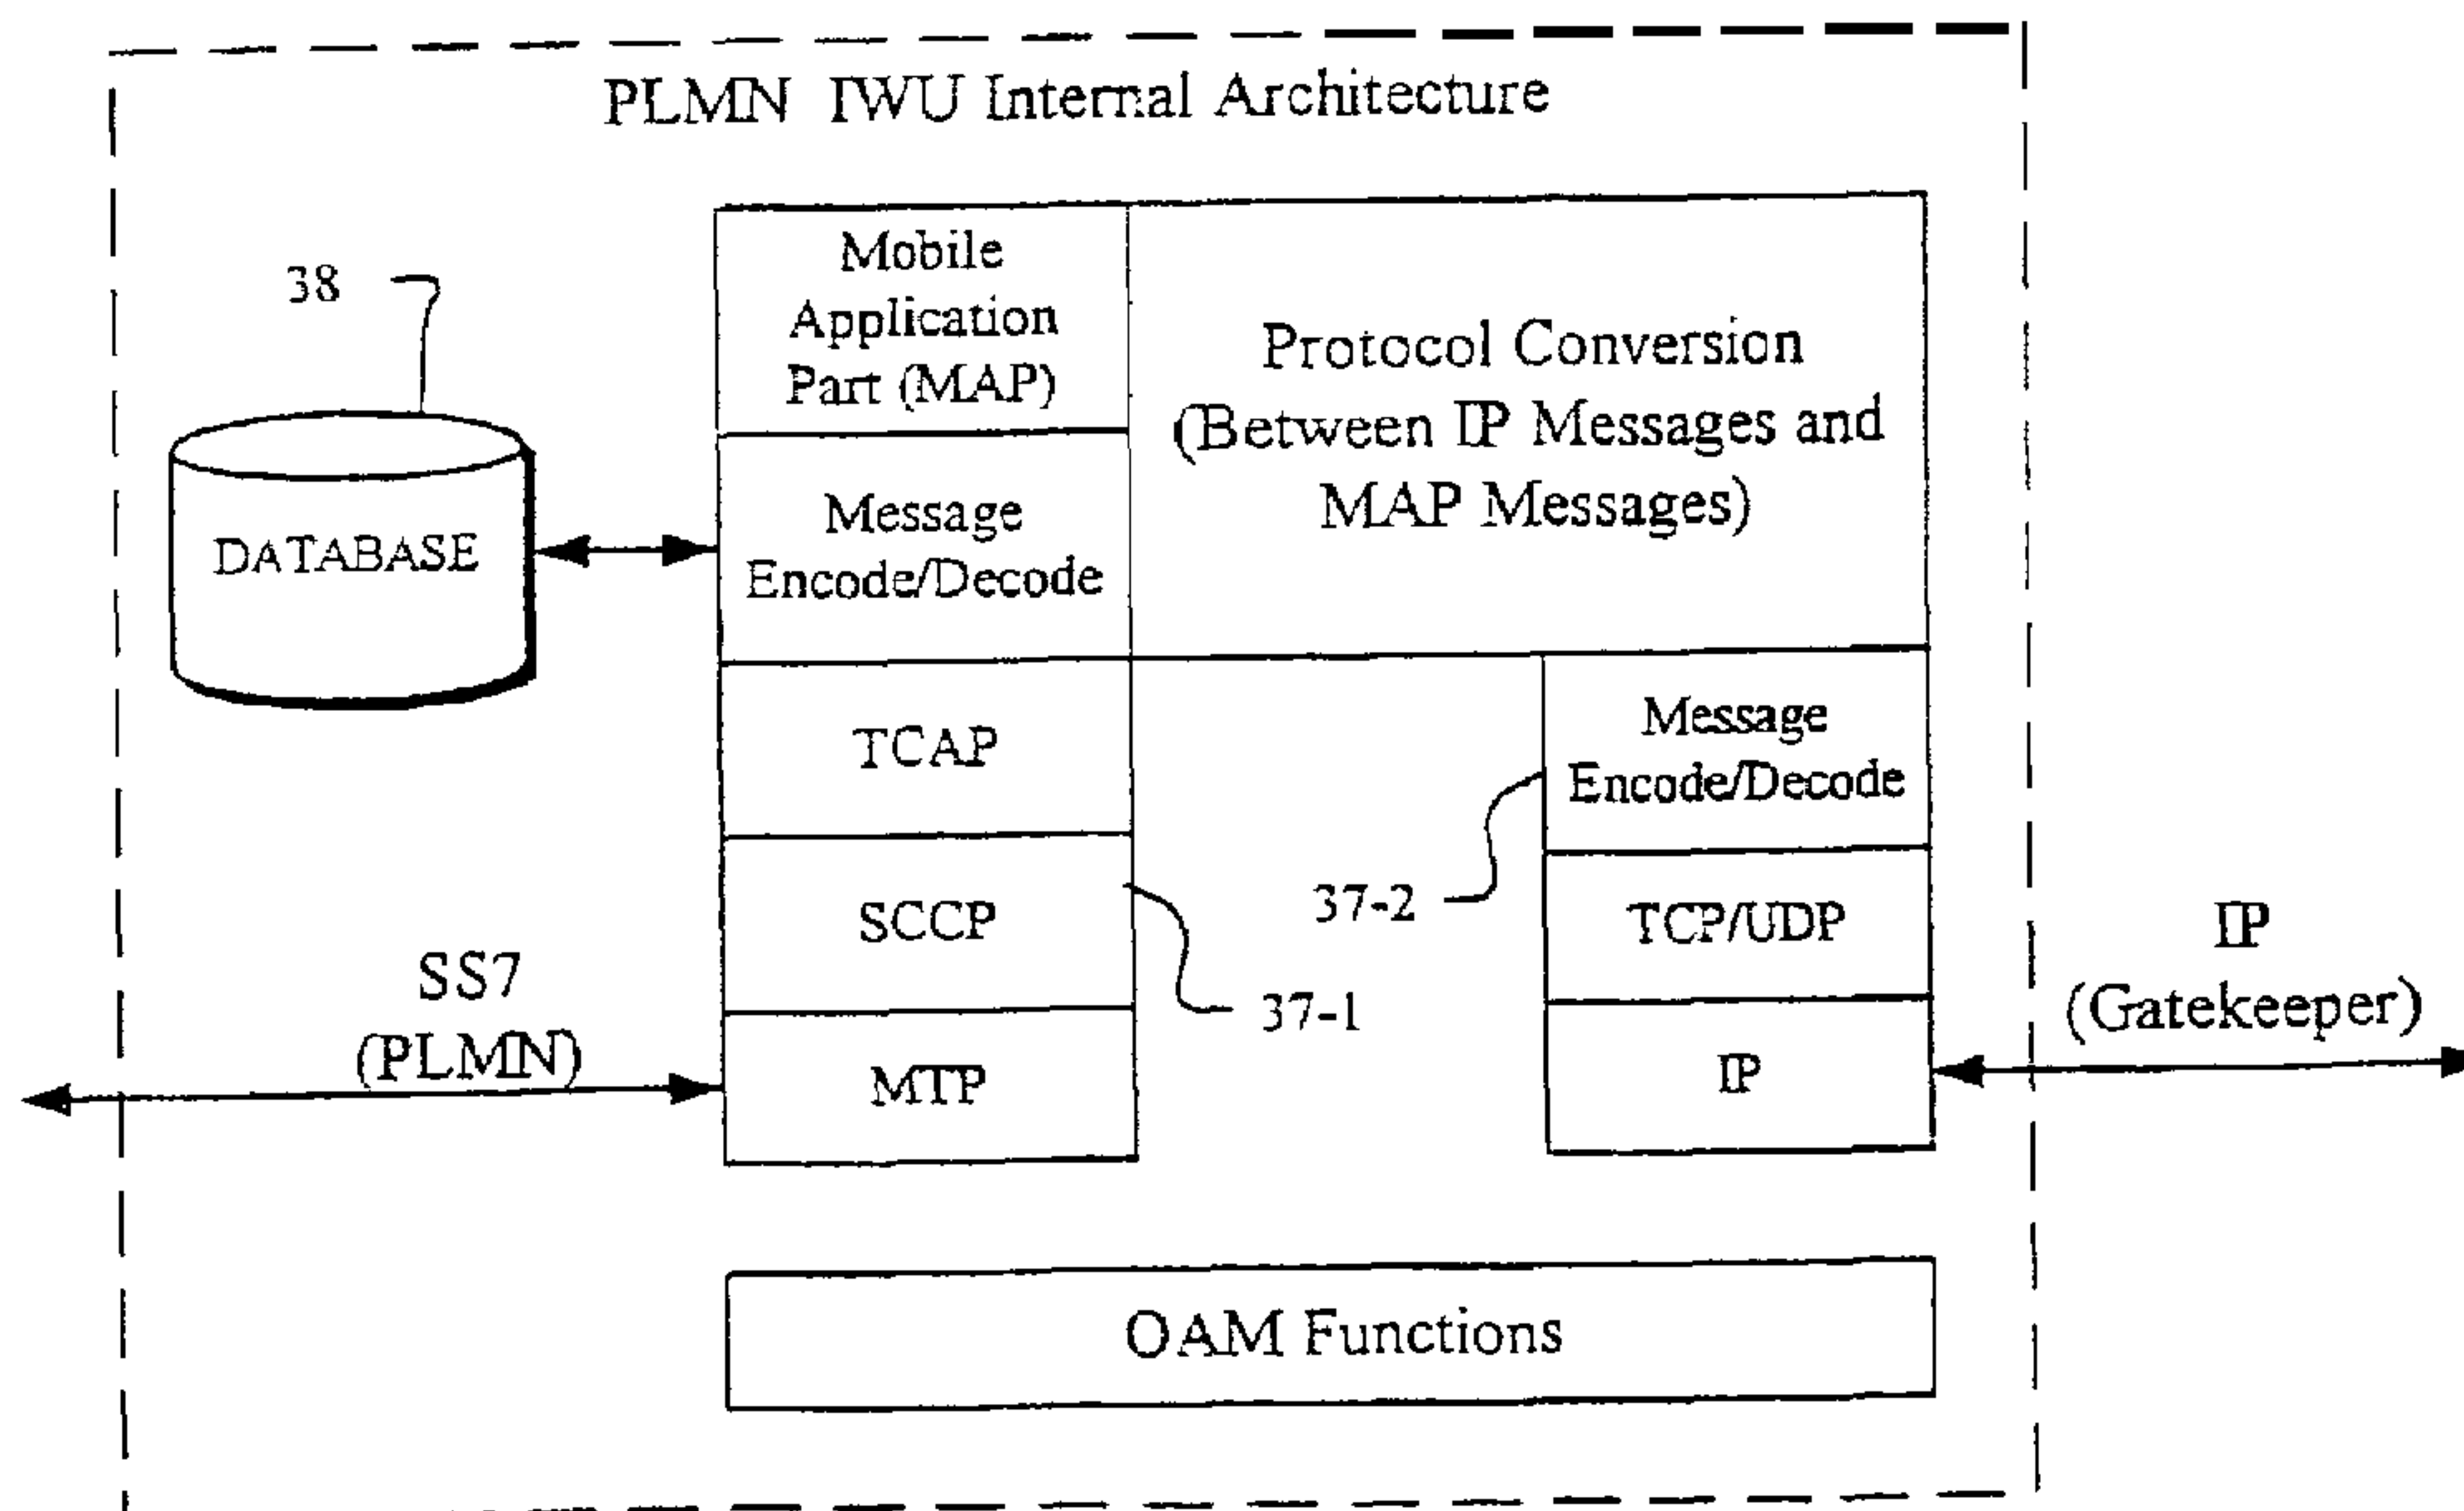 PLMN IWU Internal Architecture
38
DATABASE
Mobile
Application
Part (MAP)
Message
Encode/Decode
TCAP
SCCP
MTP
Protocol Conversion
(Between IP Messages and
MAP Messages)
Message
Encode/Decode
TCP/UDP
IP
37-2
37-1
SS7
(PLMN)
IP
(Gatekeeper)
OAM Functions